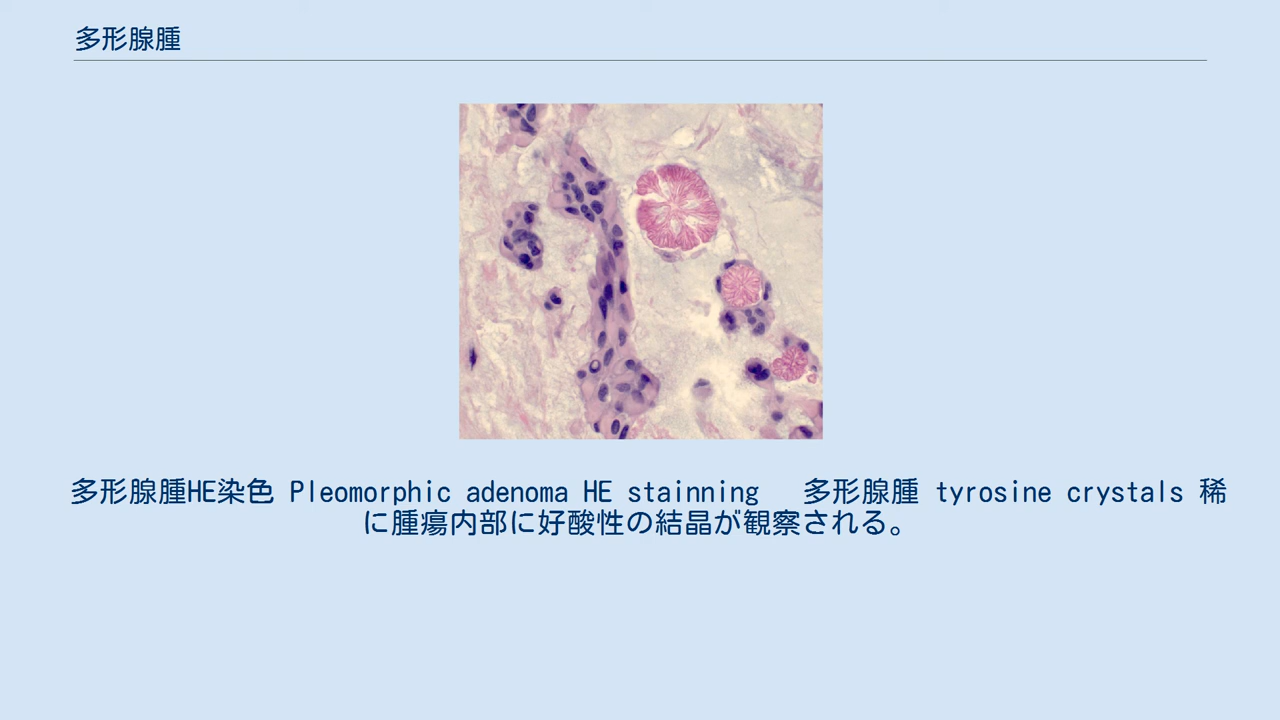 多形腺腫
多形腺腫HE染色 Pleomorphic adenoma HE stainning　 多形腺腫 tyrosine crystals 稀
に腫瘍内部に好酸性の結晶が観察される。